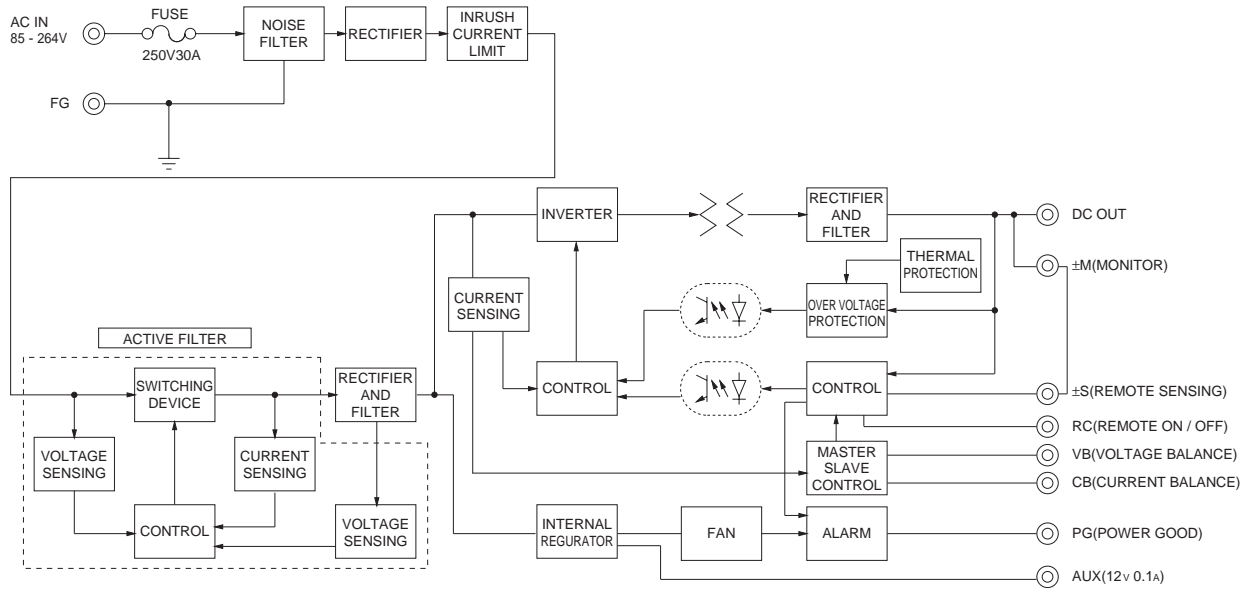 AC IN
85 - 264V
FUSE
250V30A
NOISE
FILTER
RECTIFIER
INRUSH
CURRENT
LIMIT
FG
INVERTER
RECTIFIER
AND
FILTER
DC OUT
THERMAL
PROTECTION
±M(MONITOR)
CURRENT
SENSING
OVER VOLTAGE
PROTECTION
ACTIVE FILTER
SWITCHING
DEVICE
RECTIFIER
AND
FILTER
CONTROL
CONTROL
±S(REMOTE SENSING)
RC(REMOTE ON / OFF)
VOLTAGE
SENSING
CURRENT
SENSING
MASTER
SLAVE
CONTROL
VB(VOLTAGE BALANCE)
CB(CURRENT BALANCE)
CONTROL
VOLTAGE
SENSING
INTERNAL
REGURATOR
FAN
ALARM
PG(POWER GOOD)
AUX(12V 0.1A)